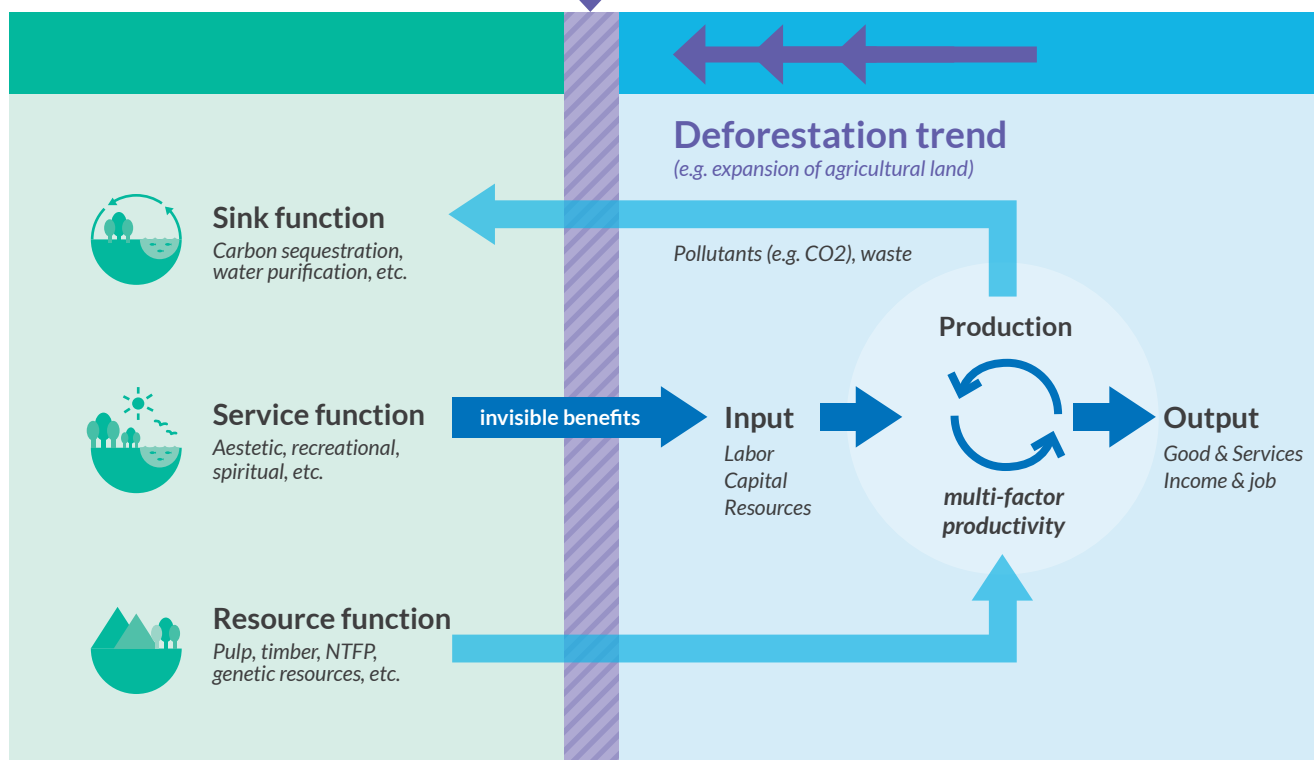 Deforestation trend
(e.g. expansion of agricultural land)
Sink function
Carbon sequestration,
water purification, etc.
Pollutants (e.g. CO2), waste
Production
Service function
Aestetic, recreational,
spiritual, etc.
invisible benefits
Input
Labor
Capital
Resources
multi-factor
productivity
Output
Good & Services
Income & job
Resource function
Pulp, timber, NTFP,
genetic resources, etc.